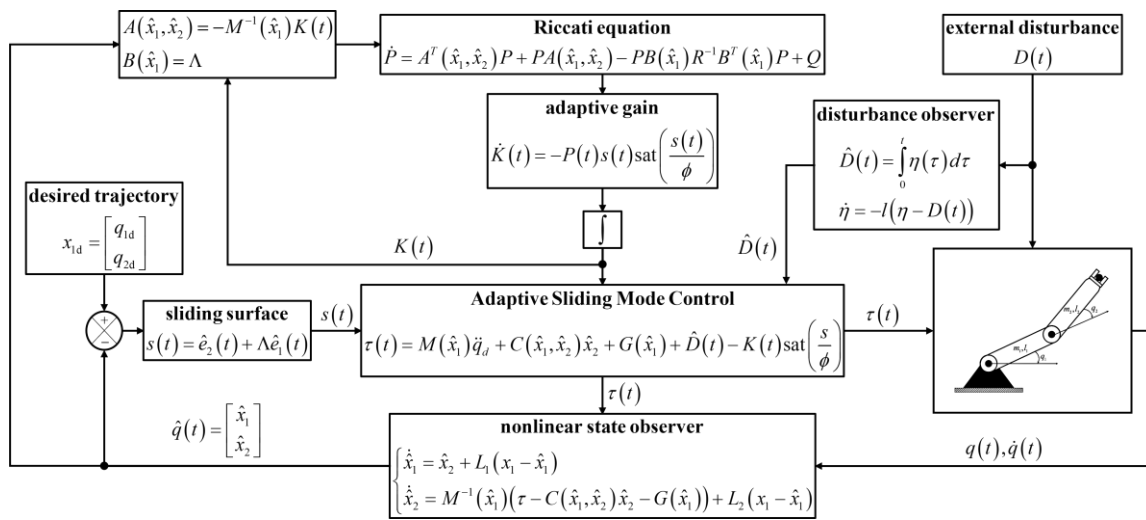 A(x̂₁,x̂₂)=−M⁻¹(x̂₁)K(t)
B(x̂₁)=Λ
Riccati equation
Ṗ=Aᵀ(x̂₁,x̂₂)P+PA(x̂₁,x̂₂)−PB(x̂₁)R⁻¹Bᵀ(x̂₁)P+Q
external disturbance
D(t)
adaptive gain
K̇(t)=−P(t)s(t)sat(s(t)/ϕ)
disturbance observer
D̂(t)=∫₀ᵗη(τ)dτ
η̇=−l(η−D(t))
desired trajectory
x₁d=[q₁d
q₂d]
∫
K(t)
D̂(t)
+
−
sliding surface
s(t)=ê₂(t)+Λê₁(t)
s(t)
Adaptive Sliding Mode Control
τ(t)=M(x̂₁)q̈_d+C(x̂₁,x̂₂)x̂₂+G(x̂₁)+D̂(t)−K(t)sat(s/ϕ)
τ(t)
m₂,l₂
q₂
m₁,l₁
q₁
τ(t)
q̂(t)=[x̂₁
x̂₂]
nonlinear state observer
{x̂̇₁=x̂₂+L₁(x₁−x̂₁)
x̂̇₂=M⁻¹(x̂₁)(τ−C(x̂₁,x̂₂)x̂₂−G(x̂₁))+L₂(x₁−x̂₁)
q(t),q̇(t)